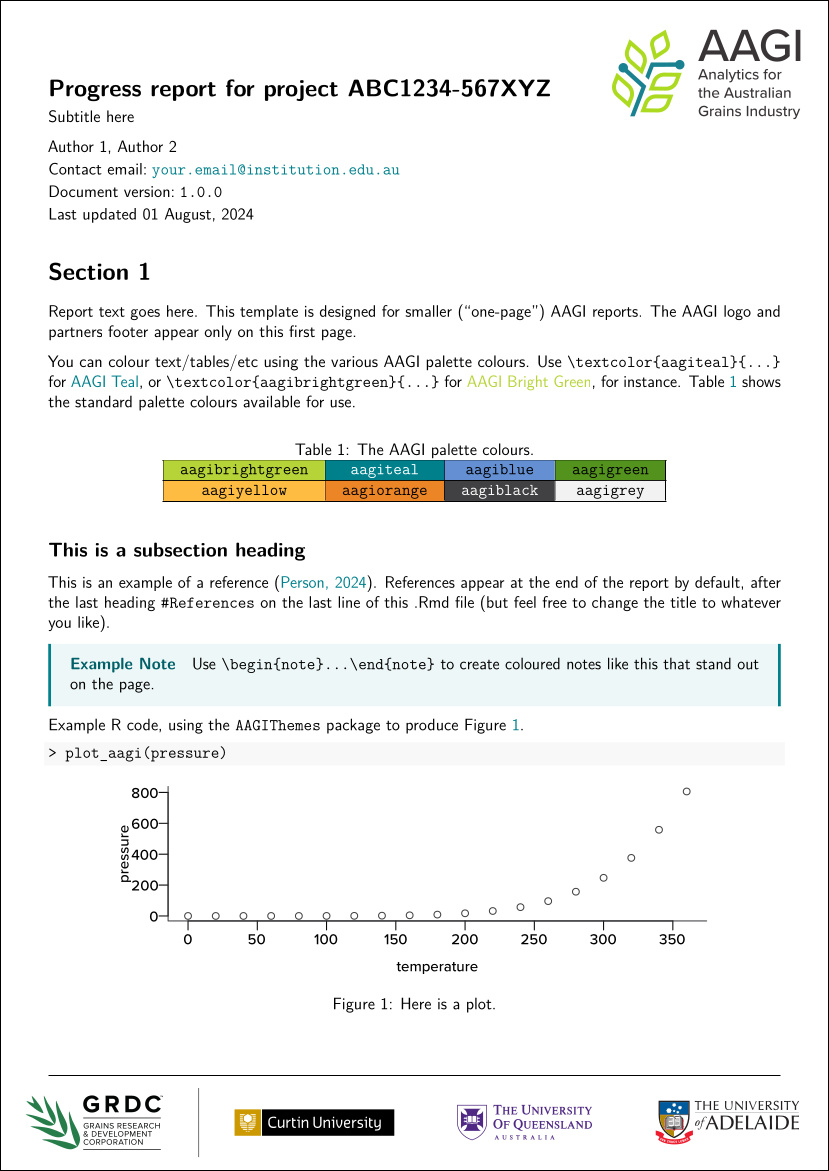 AAGI
Analytics for
the Australian
Grains Industry
Progress report for project ABC1234-567XYZ
Subtitle here
Author 1, Author 2
Contact email: your.email@institution.edu.au
Document version: 1.0.0
Last updated 01 August, 2024
Section 1
Report text goes here. This template is designed for smaller (“one-page”) AAGI reports. The AAGI logo and
partners footer appear only on this first page.
You can colour text/tables/etc using the various AAGI palette colours. Use \textcolor{aagiteal}{...}
for AAGI Teal, or \textcolor{aagibrightgreen}{...} for AAGI Bright Green, for instance. Table 1 shows
the standard palette colours available for use.
Table 1: The AAGI palette colours.
aagibrightgreen aagiteal aagiblue aagigreen
aagiyellow aagiorange aagiblack aagigrey
This is a subsection heading
This is an example of a reference (Person, 2024). References appear at the end of the report by default, after
the last heading #References on the last line of this .Rmd file (but feel free to change the title to whatever
you like).
Example Note Use \begin{note}...\end{note} to create coloured notes like this that stand out
on the page.
Example R code, using the AAGIThemes package to produce Figure 1.
> plot_aagi(pressure)
800
600
400
200
0
pressure
0 50 100 150 200 250 300 350
temperature
Figure 1: Here is a plot.
GRDC
GRAINS RESEARCH
& DEVELOPMENT
CORPORATION
Curtin University
THE UNIVERSITY
OF QUEENSLAND
AUSTRALIA
THE UNIVERSITY
of ADELAIDE